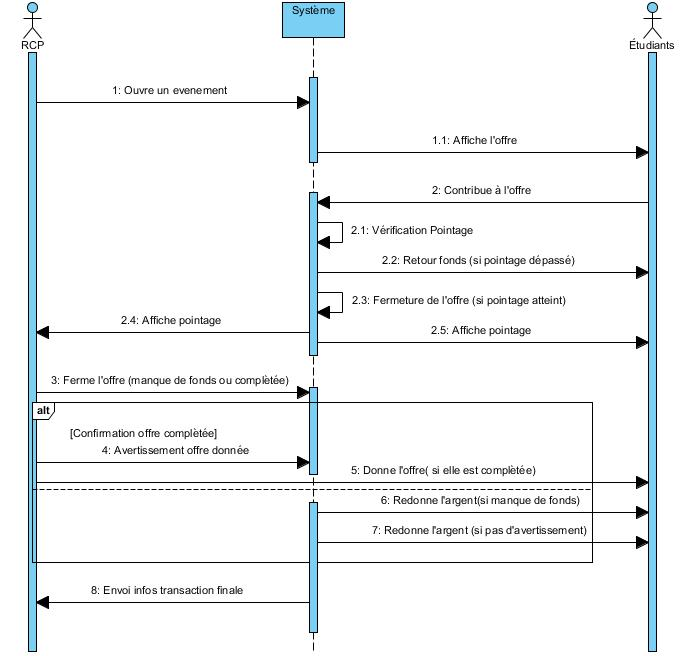 Système
RCP
Étudiants
1: Ouvre un evenement
1.1: Affiche l'offre
2: Contribue à l'offre
2.1: Vérification Pointage
2.2: Retour fonds (si pointage dépassé)
2.3: Fermeture de l'offre (si pointage atteint)
2.4: Affiche pointage
2.5: Affiche pointage
3: Ferme l'offre (manque de fonds ou complètée)
alt
[Confirmation offre complètée]
4: Avertissement offre donnée
5: Donne l'offre( si elle est complètée)
6: Redonne l'argent(si manque de fonds)
7: Redonne l'argent (si pas d'avertissement)
8: Envoi infos transaction finale